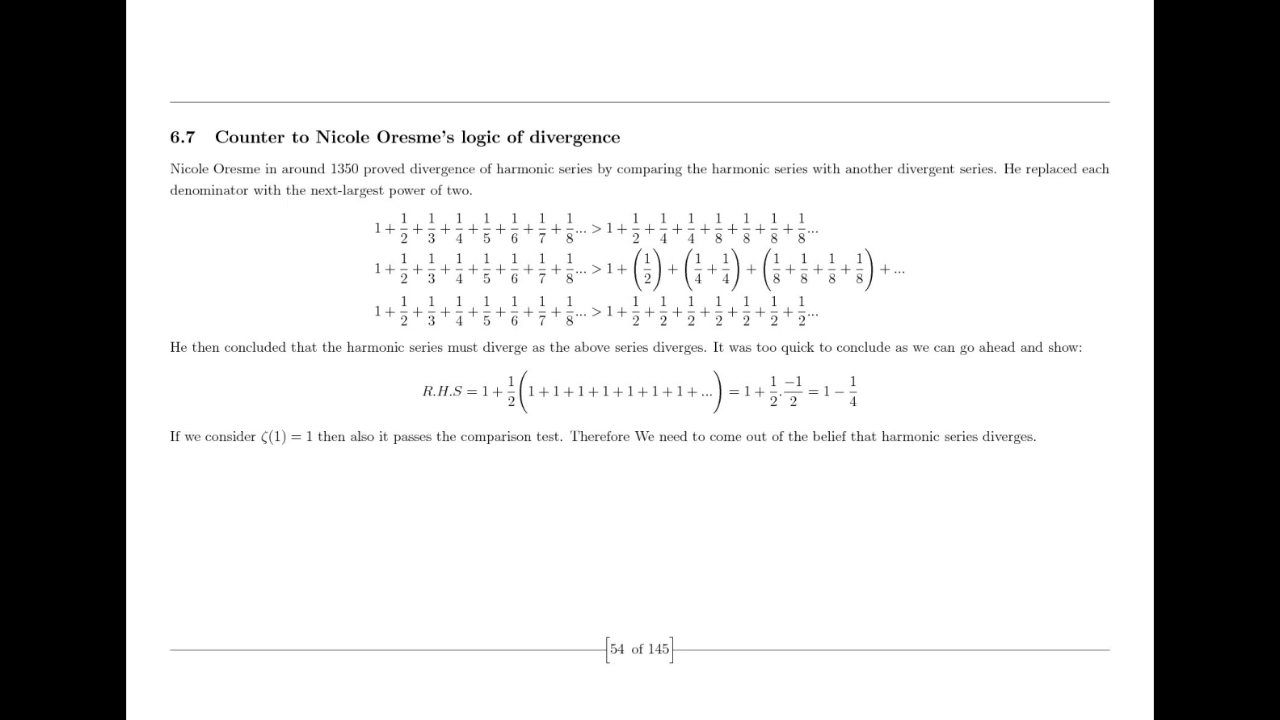 6.7 Counter to Nicole Oresme's logic of divergence
Nicole Oresme in around 1350 proved divergence of harmonic series by comparing the harmonic series with another divergent series. He replaced each
denominator with the next-largest power of two.
1 + 1/2 + 1/3 + 1/4 + 1/5 + 1/6 + 1/7 + 1/8 ... > 1 + 1/2 + 1/4 + 1/4 + 1/8 + 1/8 + 1/8 + 1/8 ...
1 + 1/2 + 1/3 + 1/4 + 1/5 + 1/6 + 1/7 + 1/8 ... > 1 + (1/2) + (1/4 + 1/4) + (1/8 + 1/8 + 1/8 + 1/8) + ...
1 + 1/2 + 1/3 + 1/4 + 1/5 + 1/6 + 1/7 + 1/8 ... > 1 + 1/2 + 1/2 + 1/2 + 1/2 + 1/2 + 1/2 + 1/2 ...
He then concluded that the harmonic series must diverge as the above series diverges. It was too quick to conclude as we can go ahead and show:
R.H.S = 1 + 1/2 (1 + 1 + 1 + 1 + 1 + 1 + 1 + 1 + ...) = 1 + 1/2 . −1/2 = 1 − 1/4
If we consider ζ(1) = 1 then also it passes the comparison test. Therefore We need to come out of the belief that harmonic series diverges.
[54 of 145]